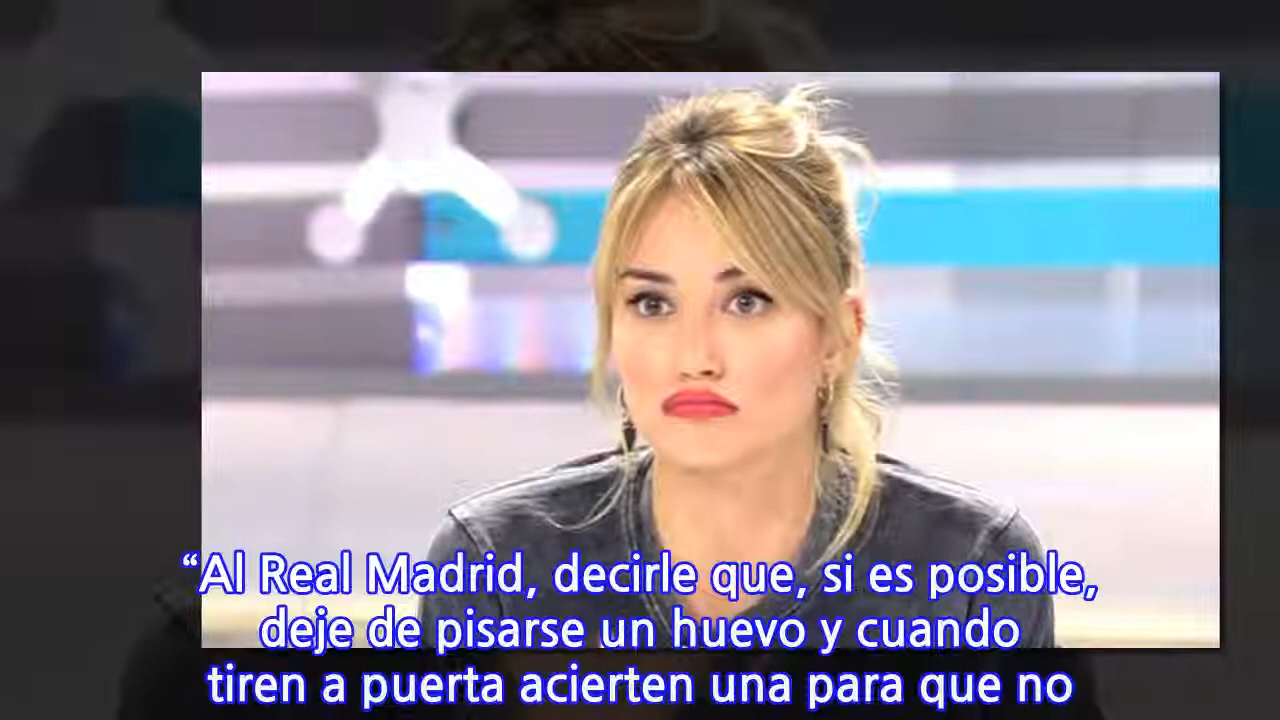 “Al Real Madrid, decirle que, si es posible,
deje de pisarse un huevo y cuando
tiren a puerta acierten una para que no